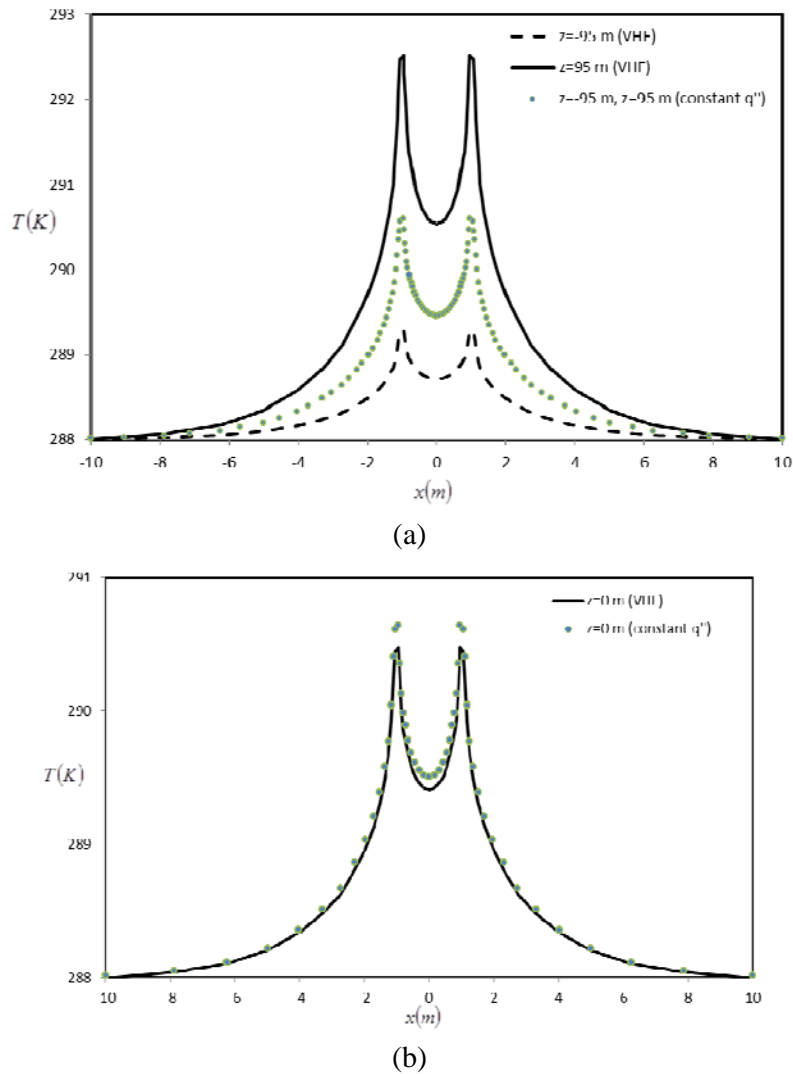 293
292
291
290
289
288
T(K)
z=-95 m (VHF)
z=95 m (VHF)
z=-95 m, z=95 m (constant q")
-10 -8 -6 -4 -2 0 2 4 6 8 10
x(m)
(a)
291
290
289
288
T(K)
z=0 m (VHF)
z=0 m (constant q")
10 8 6 4 2 0 2 4 6 8 10
x(m)
(b)